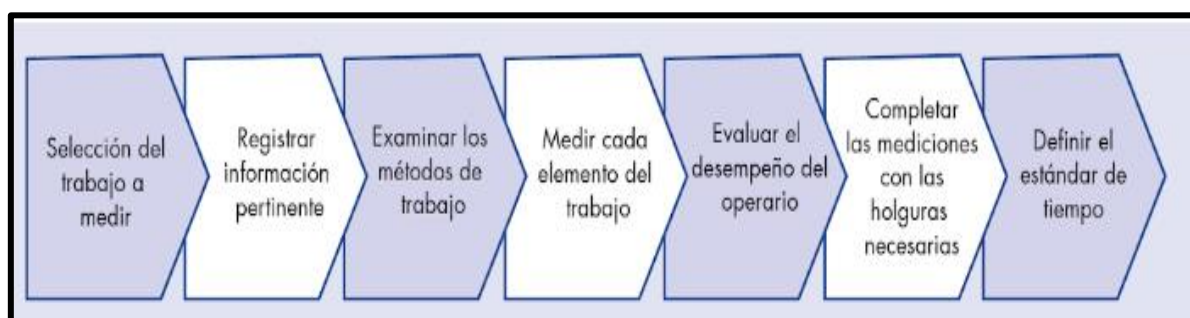 Selección del
trabajo a
medir
Registrar
información
pertinente
Examinar los
métodos de
trabajo
Medir cada
elemento del
trabajo
Evaluar el
desempeño del
operario
Completar
las mediciones
con las
holguras
necesarias
Definir el
estándar de
tiempo